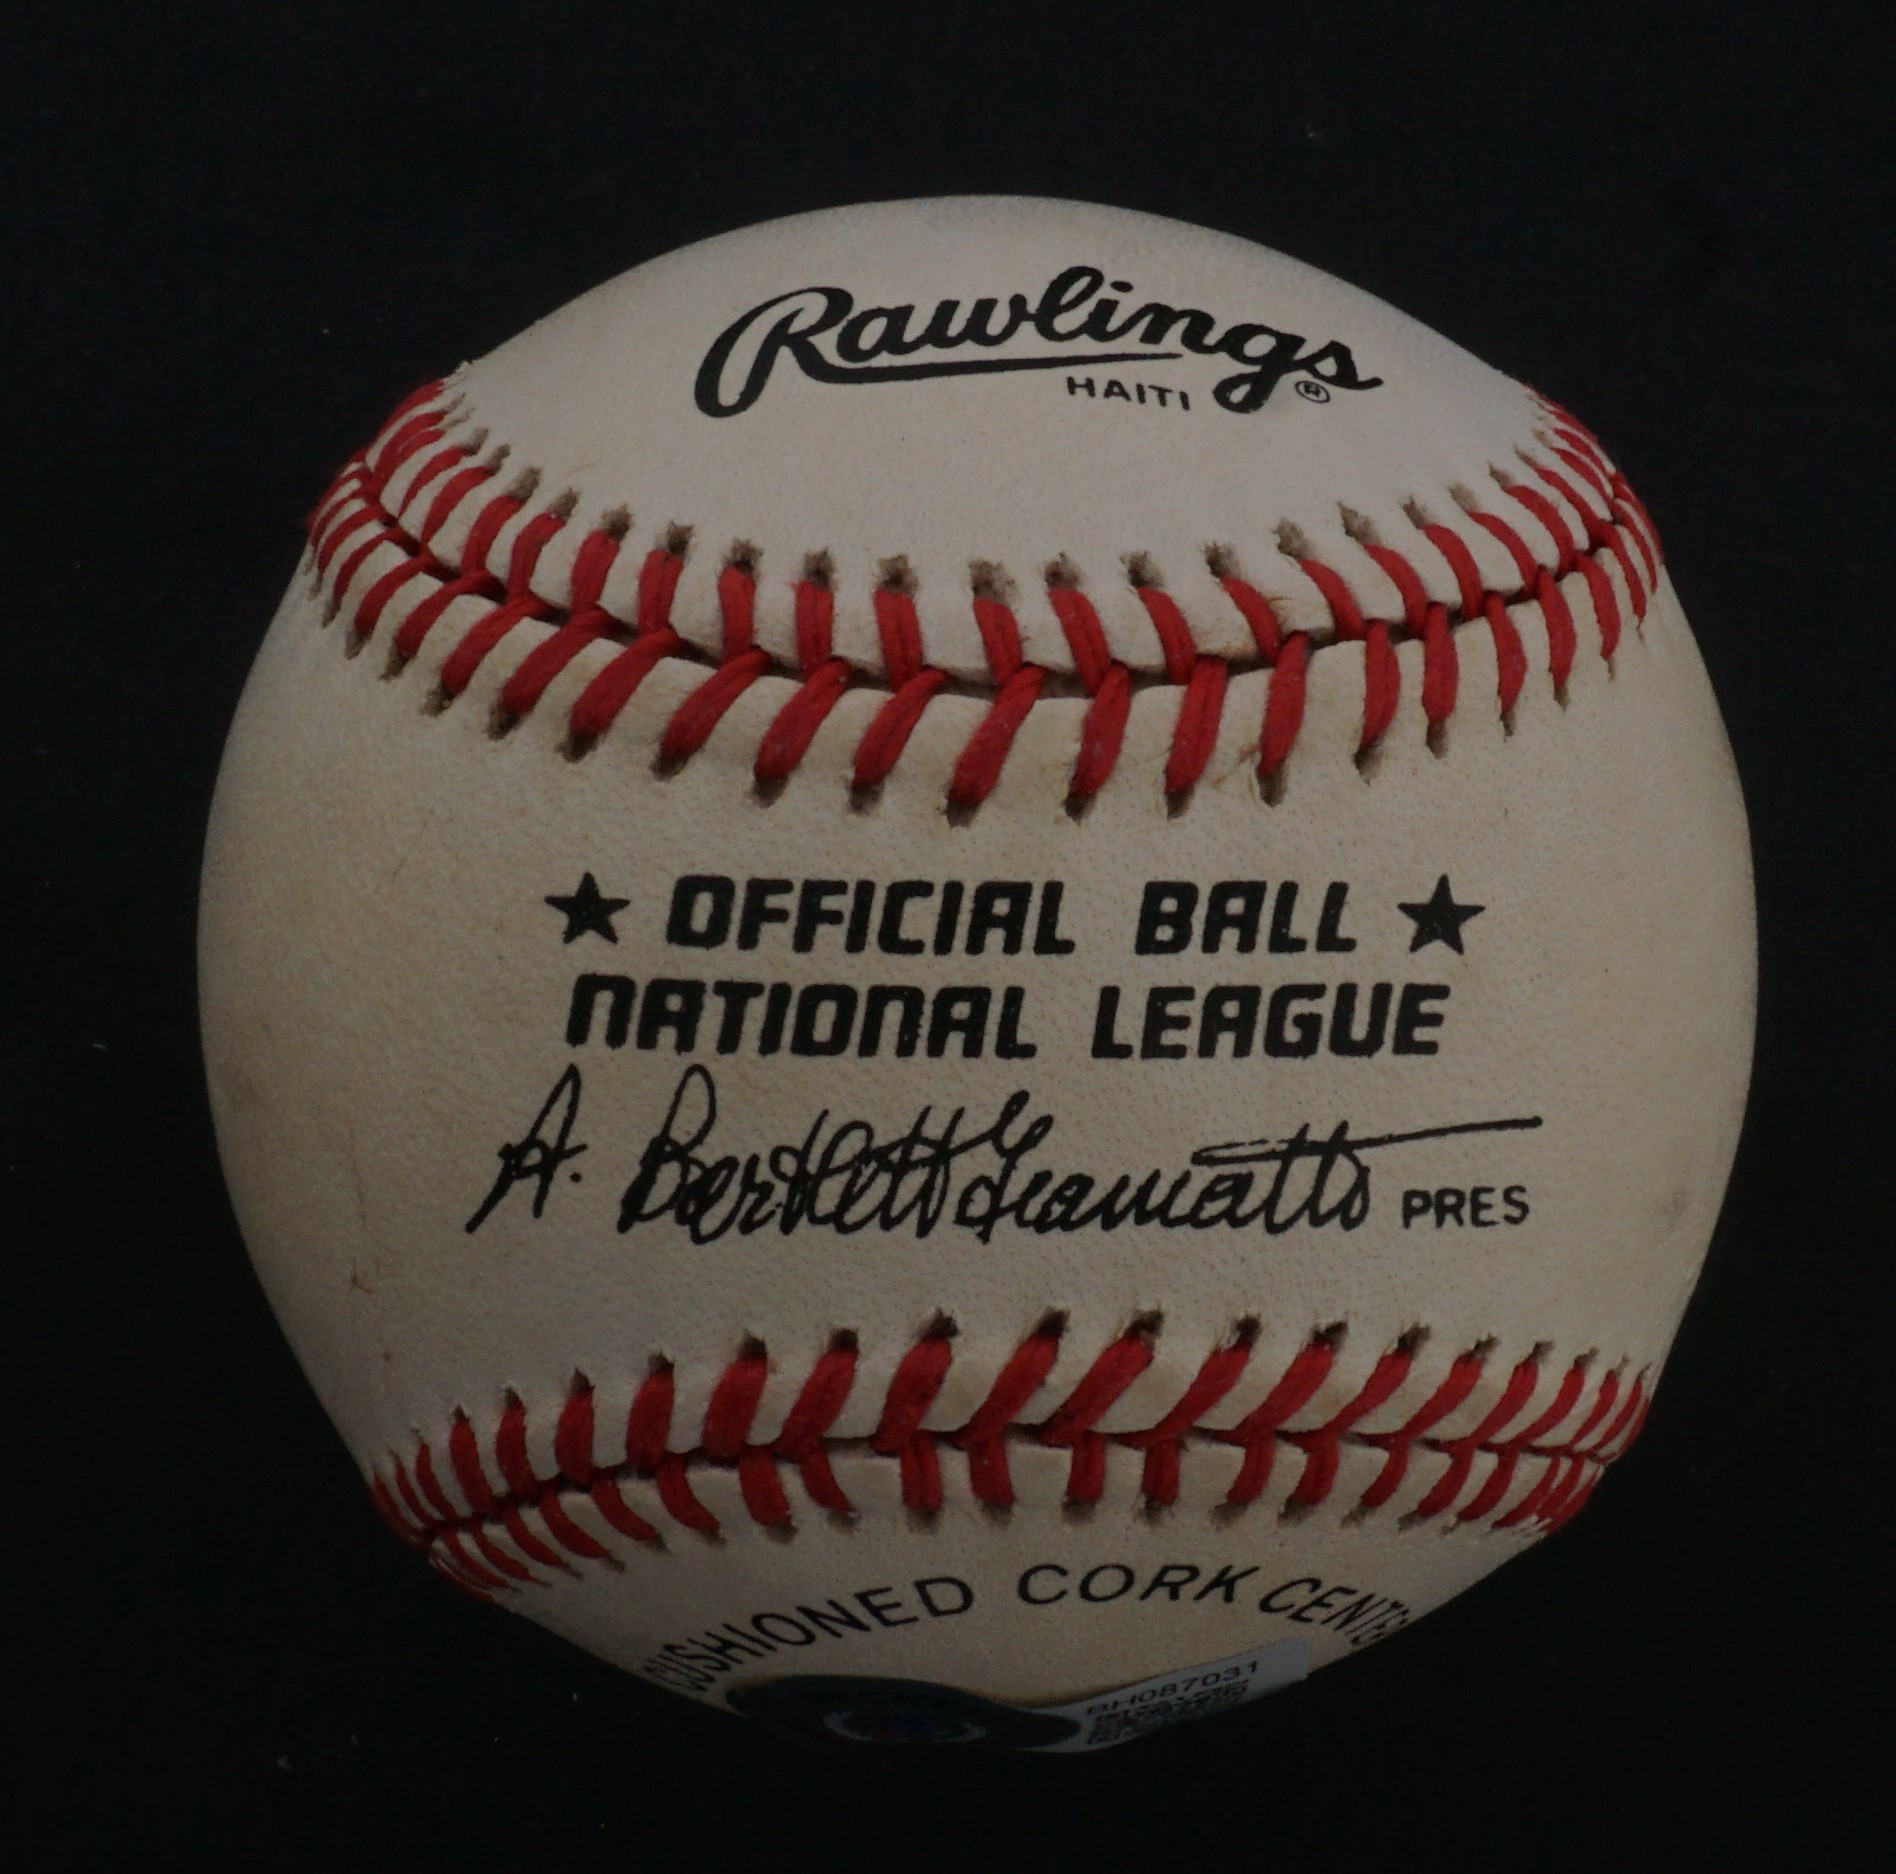 Rawlings
HAITI ®
★ OFFICIAL BALL ★
NATIONAL LEAGUE
A. Bartlett Giamatti PRES
CUSHIONED CORK CENTER
BH087031